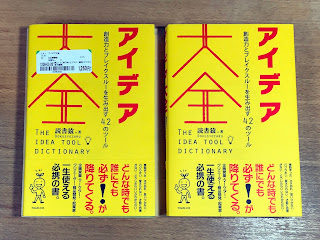 アイデア
大全
創造力とブレイクスルーを生み出す42のツール
読書猿=著
THE
IDEA TOOL
DICTIONARY
どんな時でも
誰にでも
必ず!が
降りてくる。
一生使える
必携の書。
アイデア
大全
創造力とブレイクスルーを生み出す42のツール
読書猿=著
THE
IDEA TOOL
DICTIONARY
どんな時でも
誰にでも
必ず!が
降りてくる。
一生使える
必携の書。